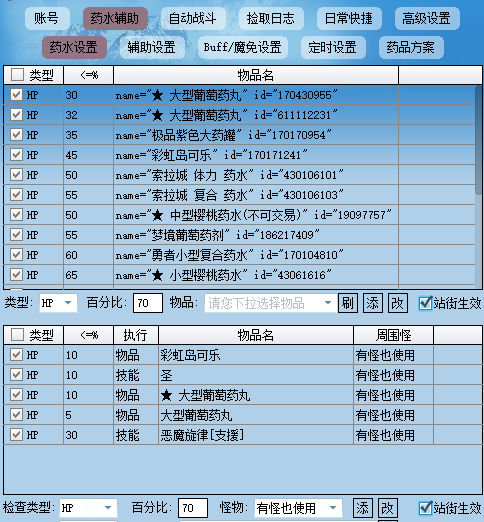 账号 药水辅助 自动战斗 捡取日志 日常快捷 高级设置
药水设置 辅助设置 Buff/魔免设置 定时设置 药品方案
类型 <=% 物品名
HP 30 name="★ 大型葡萄药丸" id="170430955"
HP 32 name="★ 大型葡萄药丸" id="611112231"
HP 35 name="极品紫色大药罐" id="170170954"
HP 45 name="彩虹岛可乐" id="170171241"
HP 50 name="索拉城 体力 药水" id="430106101"
HP 55 name="索拉城 复合 药水" id="430106103"
HP 50 name="★ 中型樱桃药水(不可交易)" id="19097757"
HP 55 name="梦境葡萄药剂" id="186217409"
HP 60 name="勇者小型复合药水" id="170104810"
HP 65 name="★ 小型樱桃药水" id="43061616"
类型: HP 百分比: 70 物品: 请您下拉选择物品 刷 添 改 站街生效
类型 <=% 执行 物品名 周围怪
HP 10 物品 彩虹岛可乐 有怪也使用
HP 10 技能 圣 有怪也使用
HP 10 物品 ★ 大型葡萄药丸 有怪也使用
HP 5 物品 大型葡萄药丸 有怪也使用
HP 30 技能 恶魔旋律[支援] 有怪也使用
检查类型: HP 百分比: 70 怪物: 有怪也使用 添 改 站街生效